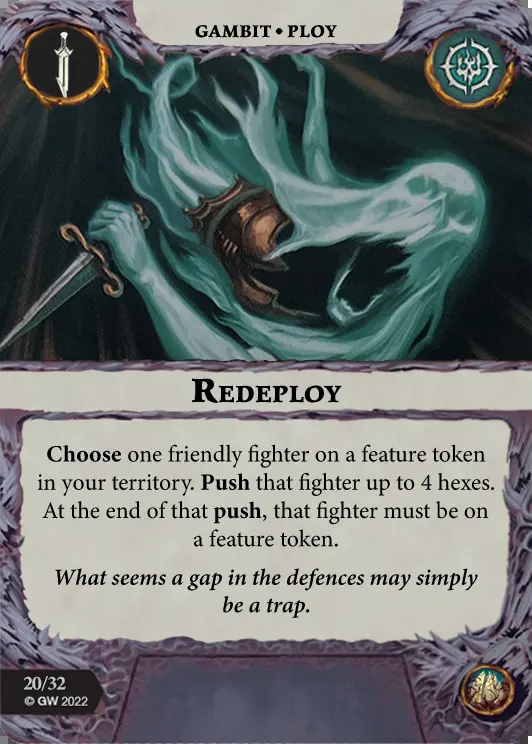 GAMBIT • PLOY
REDEPLOY
Choose one friendly fighter on a feature token
in your territory. Push that fighter up to 4 hexes.
At the end of that push, that fighter must be on
a feature token.
What seems a gap in the defences may simply
be a trap.
20/32
© GW 2022